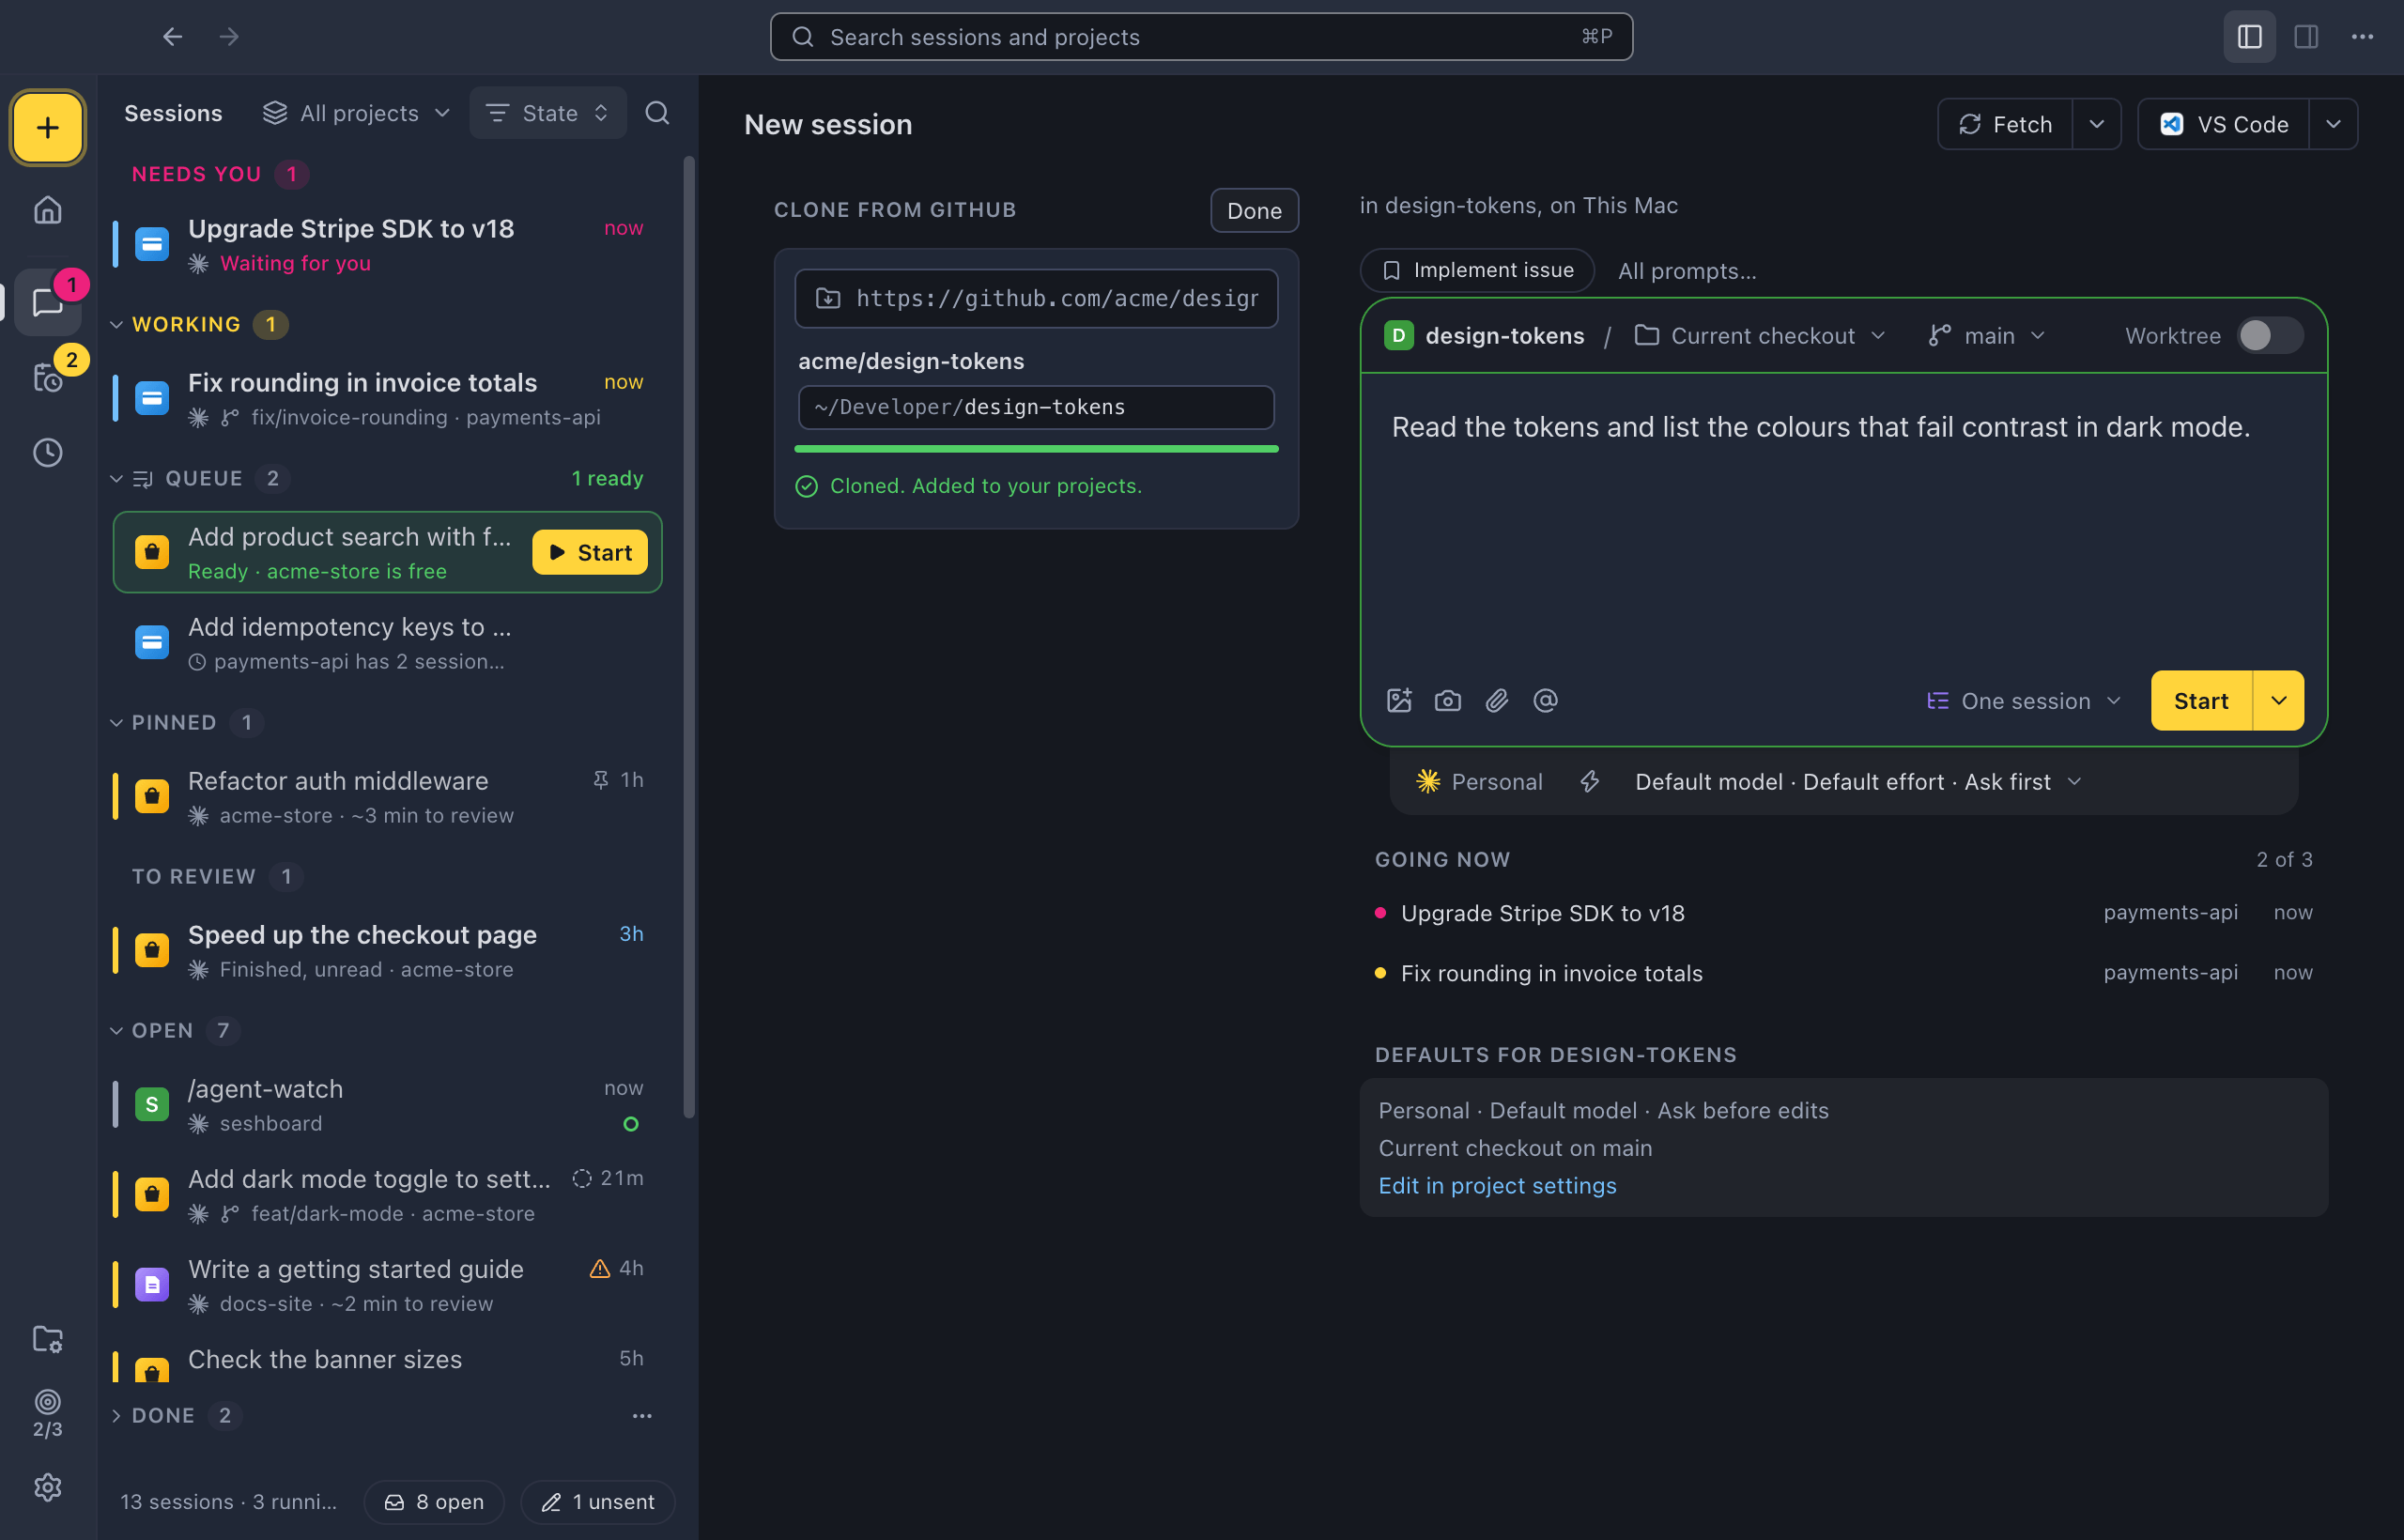 Search sessions and projects
⌘P
Sessions
All projects
State
NEEDS YOU 1
Upgrade Stripe SDK to v18
now
Waiting for you
1
WORKING 1
Fix rounding in invoice totals
now
fix/invoice-rounding · payments-api
2
QUEUE 2
1 ready
Add product search with f...
Ready · acme-store is free
Start
Add idempotency keys to ...
payments-api has 2 session...
PINNED 1
Refactor auth middleware
1h
acme-store · ~3 min to review
TO REVIEW 1
Speed up the checkout page
3h
Finished, unread · acme-store
OPEN 7
S
/agent-watch
now
seshboard
Add dark mode toggle to sett...
21m
feat/dark-mode · acme-store
Write a getting started guide
4h
docs-site · ~2 min to review
Check the banner sizes
5h
DONE 2
2/3
13 sessions · 3 runni...
8 open
1 unsent
New session
Fetch
VS Code
CLONE FROM GITHUB
Done
https://github.com/acme/desigr
acme/design-tokens
~/Developer/design-tokens
Cloned. Added to your projects.
in design-tokens, on This Mac
Implement issue
All prompts...
D design-tokens / Current checkout
main
Worktree
Read the tokens and list the colours that fail contrast in dark mode.
One session
Start
Personal
Default model · Default effort · Ask first
GOING NOW
2 of 3
Upgrade Stripe SDK to v18
payments-api now
Fix rounding in invoice totals
payments-api now
DEFAULTS FOR DESIGN-TOKENS
Personal · Default model · Ask before edits
Current checkout on main
Edit in project settings